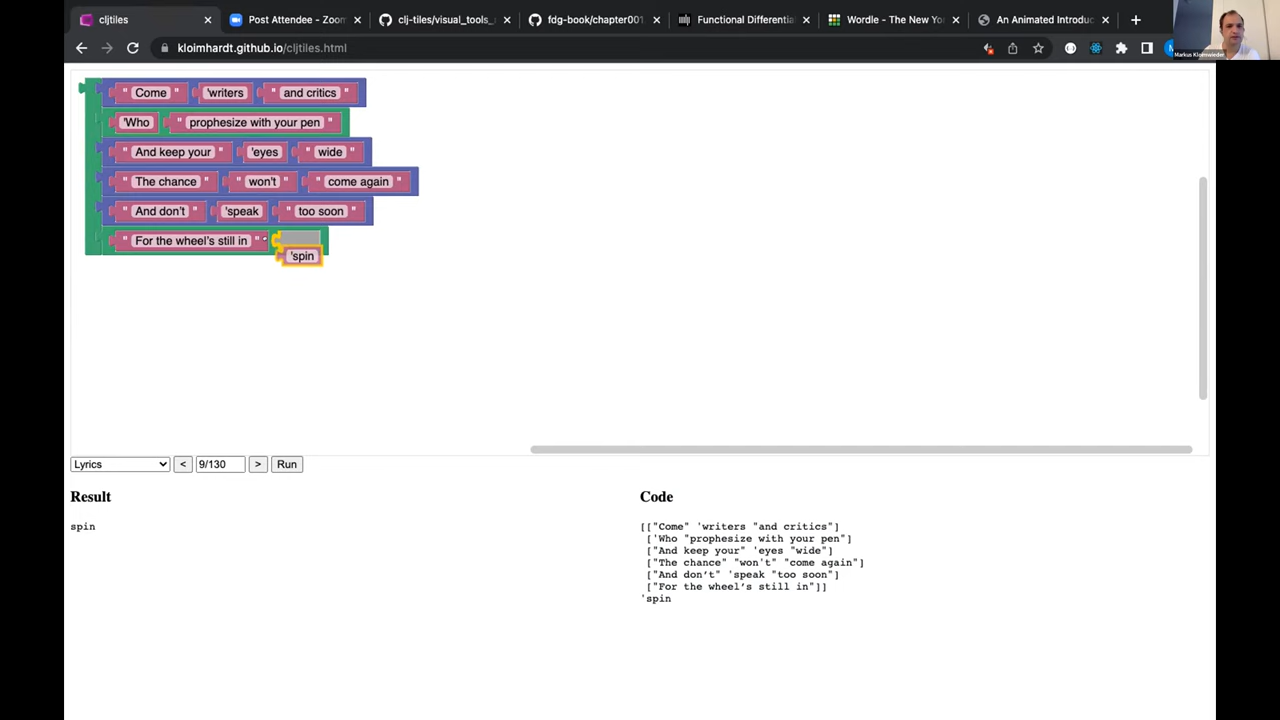 cljtiles
Post Attendee - Zoom
clj-tiles/visual_tools_
fdg-book/chapter001
Functional Differentia
Wordle - The New Yo
An Animated Introduc
kloimhardt.github.io/cljtiles.html
" Come " 'writers " and critics "
'Who " prophesize with your pen "
" And keep your " 'eyes " wide "
" The chance " " won't " " come again "
" And don't " 'speak " too soon "
" For the wheel's still in "
'spin
Lyrics < 9/130 > Run
Result
spin
Code
[["Come" 'writers "and critics"]
['Who "prophesize with your pen"]
["And keep your" 'eyes "wide"]
["The chance" "won't" "come again"]
["And don’t" 'speak "too soon"]
["For the wheel’s still in"]]
'spin